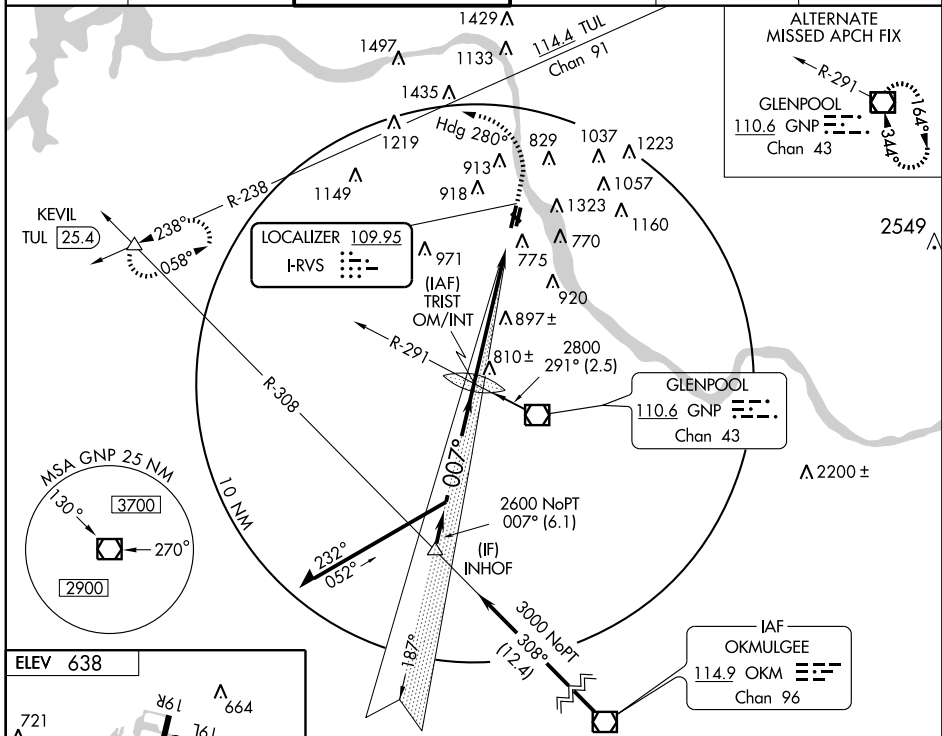 1429
1497
1133
114.4 TUL
Chan 91
ALTERNATE
MISSED APCH FIX
R-291
GLENPOOL
110.6 GNP
Chan 43
164°
344°
1435
1219
Hdg 280°
829
1037
1223
913
1149
918
1057
1323
1160
R-238
KEVIL
TUL 25.4
238°
058°
LOCALIZER 109.95
I-RVS
971
775
770
2549
(IAF)
TRIST
OM/INT
920
897 ±
R-291
810 ±
2800
291° (2.5)
GLENPOOL
110.6 GNP
Chan 43
R-308
007°
2200 ±
MSA GNP 25 NM
130°
3700
270°
2900
10 NM
2600 NoPT
007° (6.1)
(IF)
INHOF
232°
052°
3000 NoPT
308°
(12.4)
187°
IAF
OKMULGEE
114.9 OKM
Chan 96
ELEV 638
721
19R
19L
664